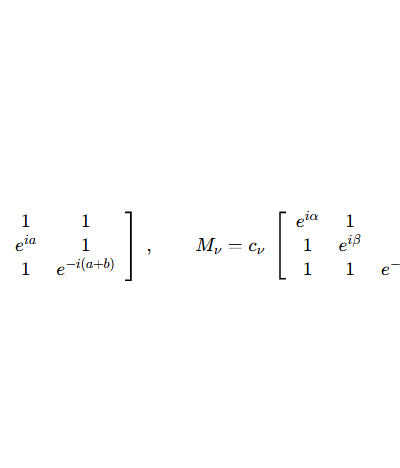 1 1 e^{iα} 1
e^{ia} 1 ] , M_ν = c_ν [ 1 e^{iβ}
1 e^{-i(a+b)} 1 1 e^{-